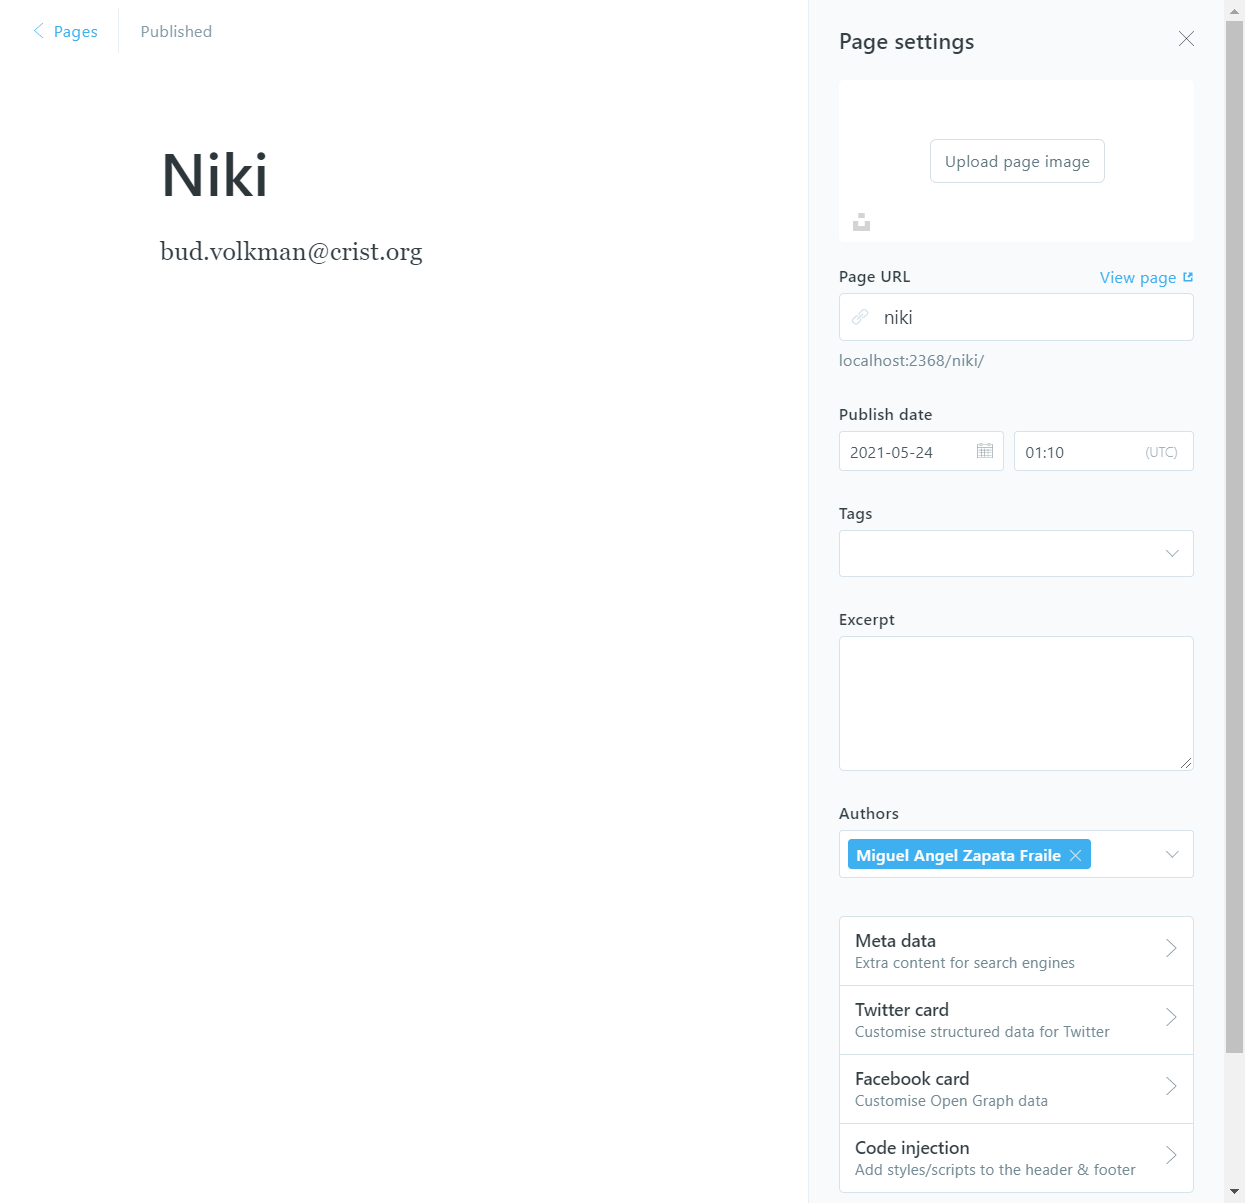 Pages
Published
Niki
bud.volkman@crist.org
Page settings
Upload page image
Page URL
View page
niki
localhost:2368/niki/
Publish date
2021-05-24
01:10
(UTC)
Tags
Excerpt
Authors
Miguel Angel Zapata Fraile
Meta data
Extra content for search engines
Twitter card
Customise structured data for Twitter
Facebook card
Customise Open Graph data
Code injection
Add styles/scripts to the header & footer